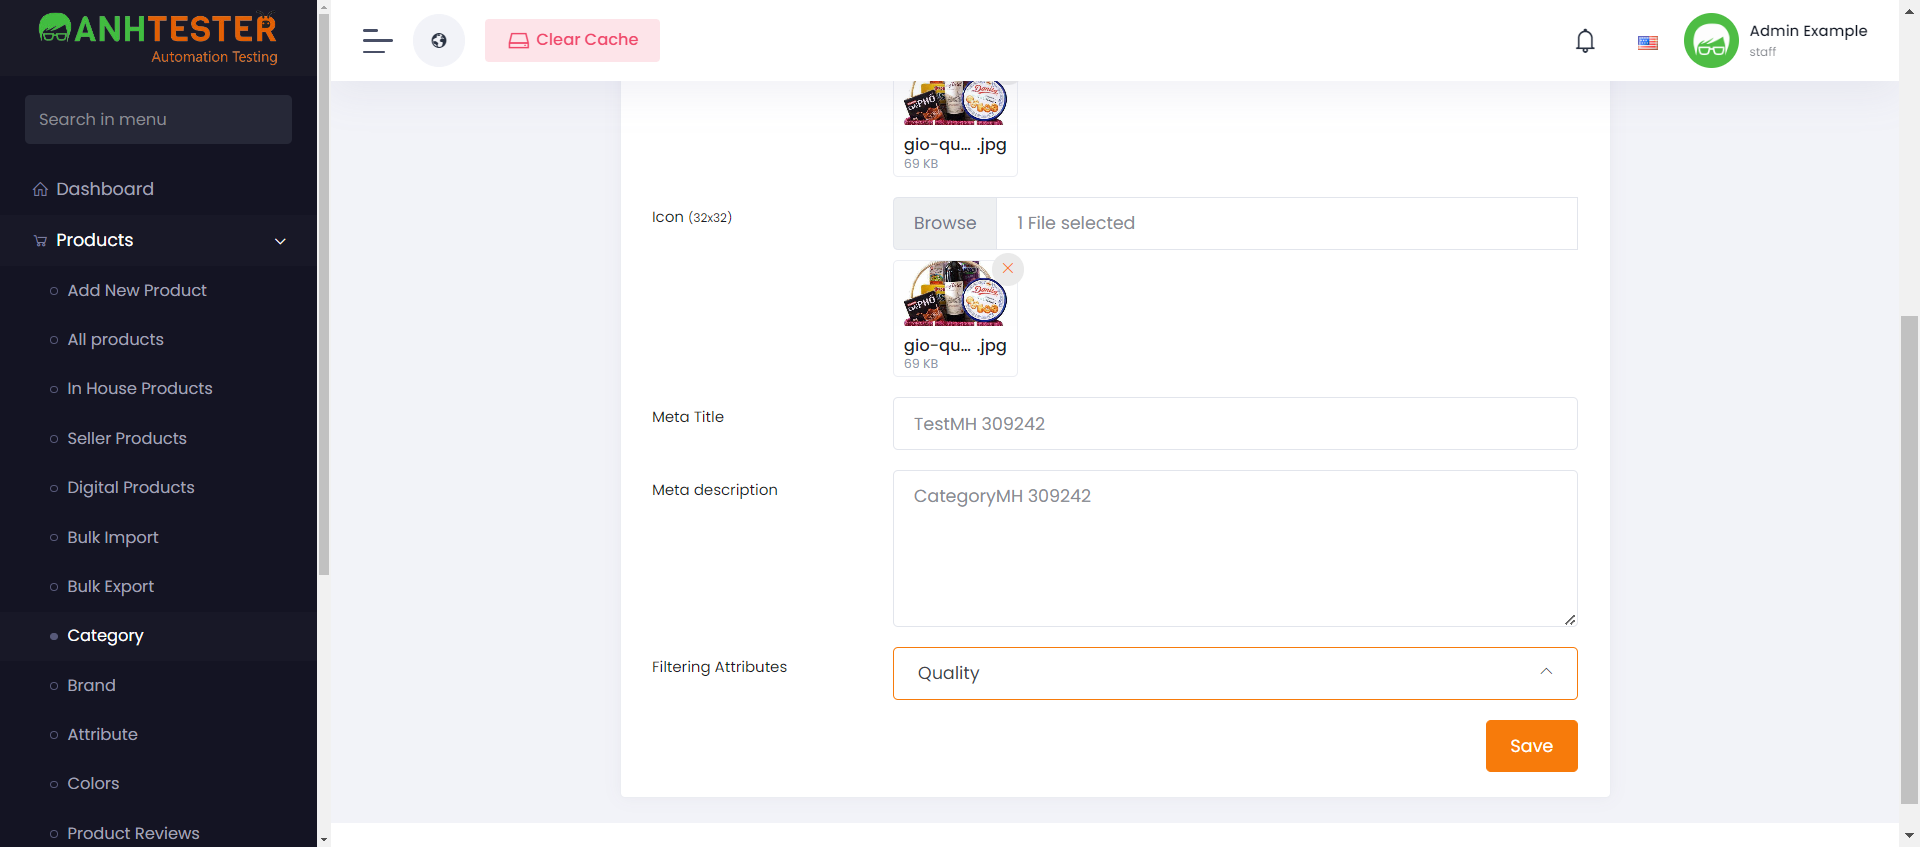 ANHTESTER
Automation Testing
Search in menu
Dashboard
Products
Add New Product
All products
In House Products
Seller Products
Digital Products
Bulk Import
Bulk Export
Category
Brand
Attribute
Colors
Product Reviews
Clear Cache
Admin Example
staff
gio-qu... .jpg
69 KB
Icon (32x32)
Browse
1 File selected
gio-qu... .jpg
69 KB
Meta Title
TestMH 309242
Meta description
CategoryMH 309242
Filtering Attributes
Quality
Save